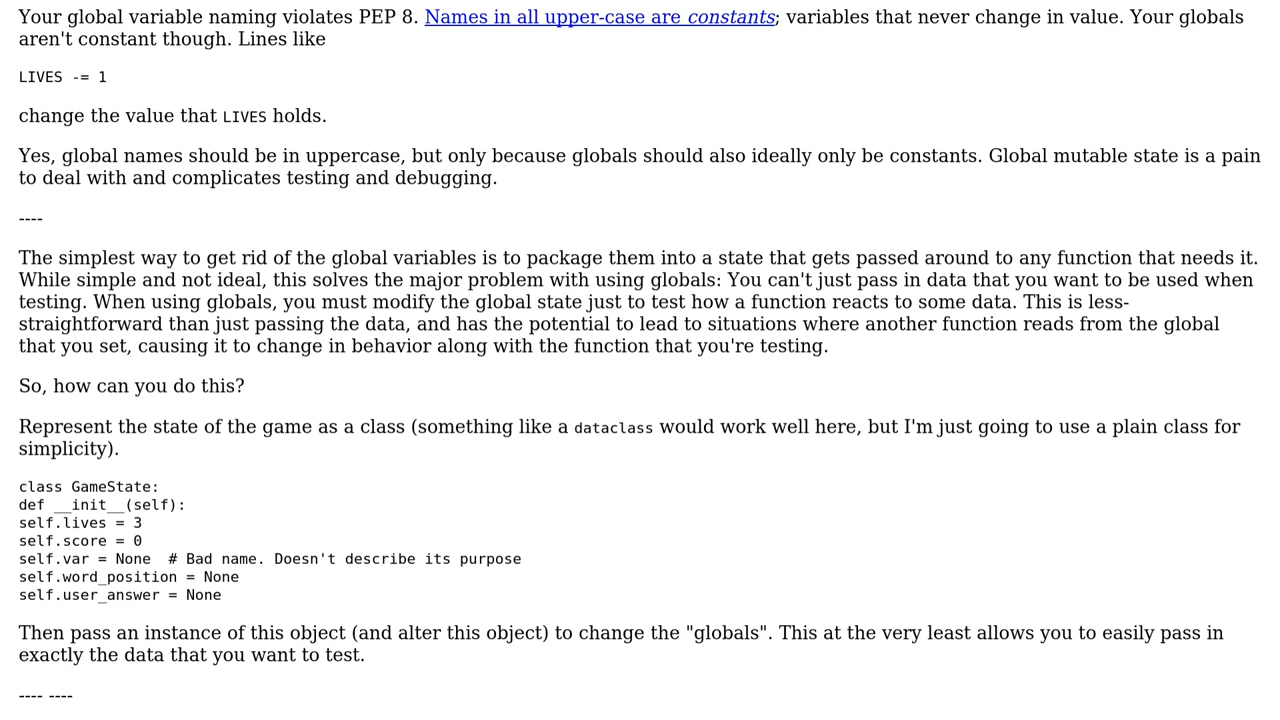 Your global variable naming violates PEP 8. Names in all upper-case are constants; variables that never change in value. Your globals
aren't constant though. Lines like
LIVES -= 1
change the value that LIVES holds.
Yes, global names should be in uppercase, but only because globals should also ideally only be constants. Global mutable state is a pain
to deal with and complicates testing and debugging.
----
The simplest way to get rid of the global variables is to package them into a state that gets passed around to any function that needs it.
While simple and not ideal, this solves the major problem with using globals: You can't just pass in data that you want to be used when
testing. When using globals, you must modify the global state just to test how a function reacts to some data. This is less-
straightforward than just passing the data, and has the potential to lead to situations where another function reads from the global
that you set, causing it to change in behavior along with the function that you're testing.
So, how can you do this?
Represent the state of the game as a class (something like a dataclass would work well here, but I'm just going to use a plain class for
simplicity).
class GameState:
def __init__(self):
self.lives = 3
self.score = 0
self.var = None  # Bad name. Doesn't describe its purpose
self.word_position = None
self.user_answer = None
Then pass an instance of this object (and alter this object) to change the "globals". This at the very least allows you to easily pass in
exactly the data that you want to test.
---- ----